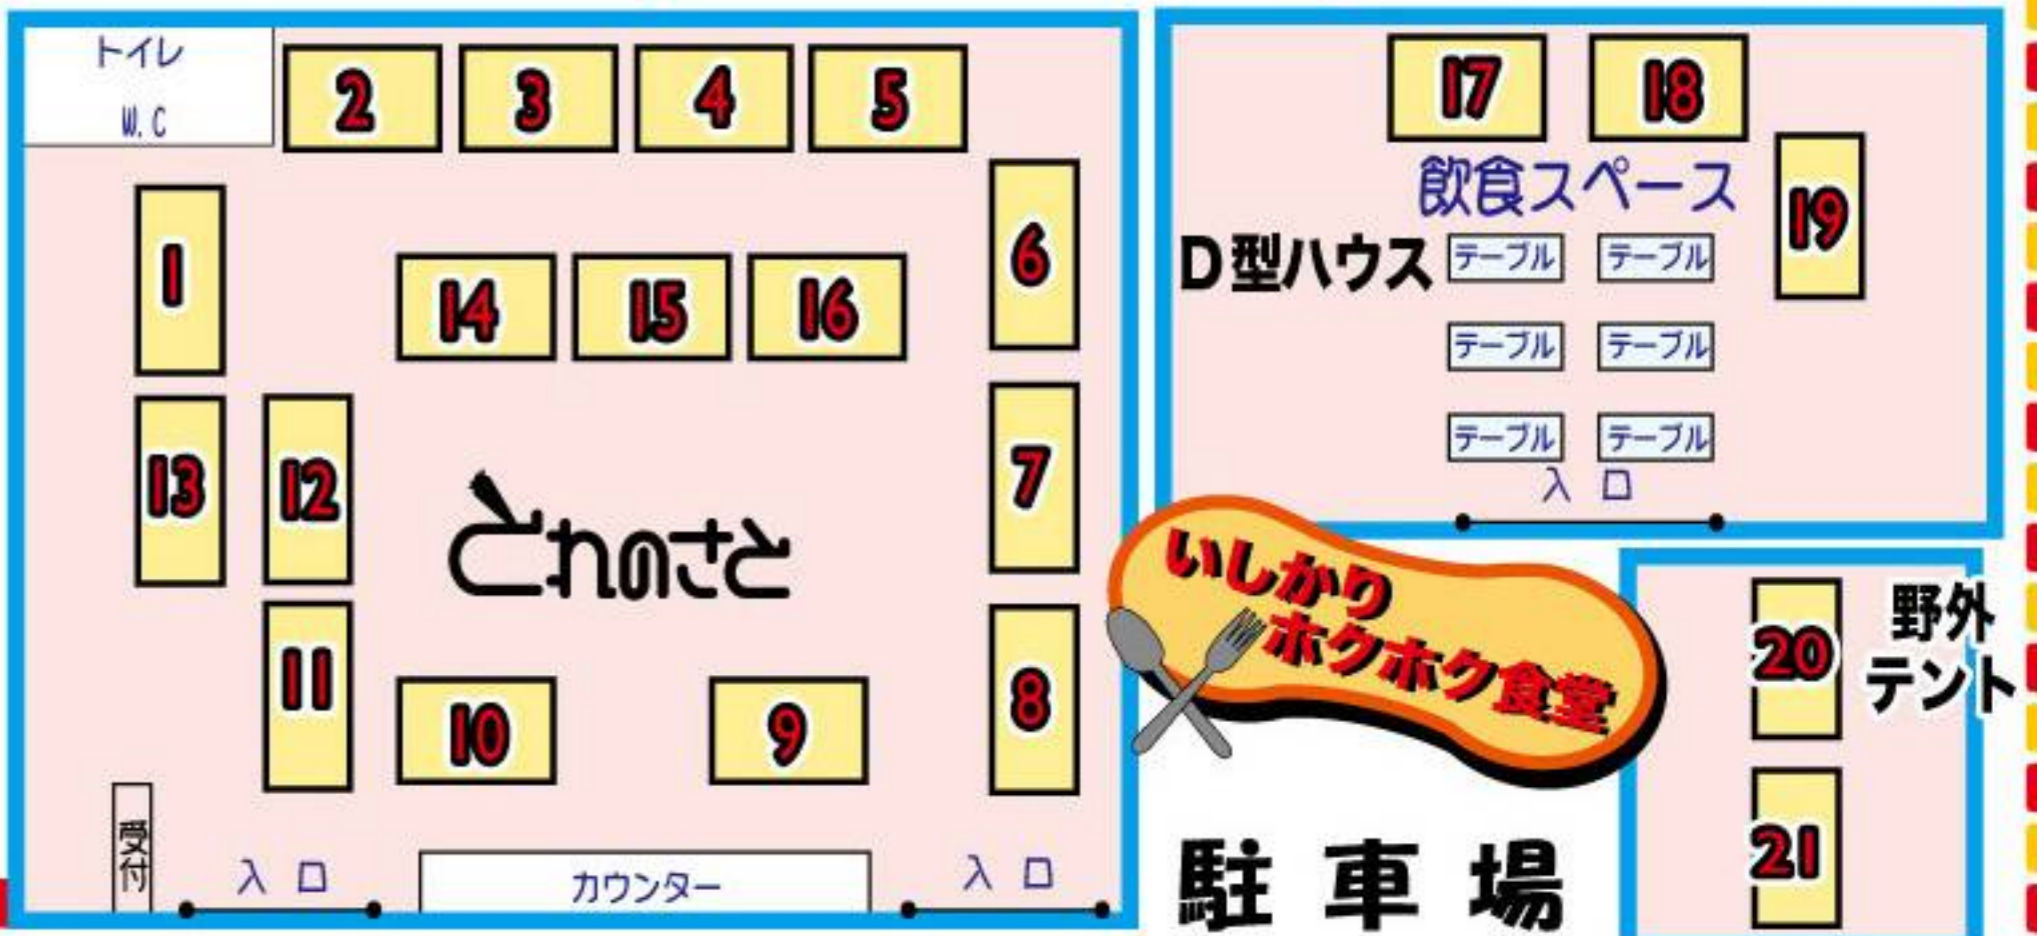 トイレ
W.C
2
3
4
5
1
6
14
15
16
13
12
7
とれのさと
11
10
9
8
受付
入口
カウンター
入口
17
18
19
飲食スペース
D型ハウス
テーブル
テーブル
テーブル
テーブル
テーブル
テーブル
入口
いしかり
ホクホク食堂
20
野外
テント
21
駐車場